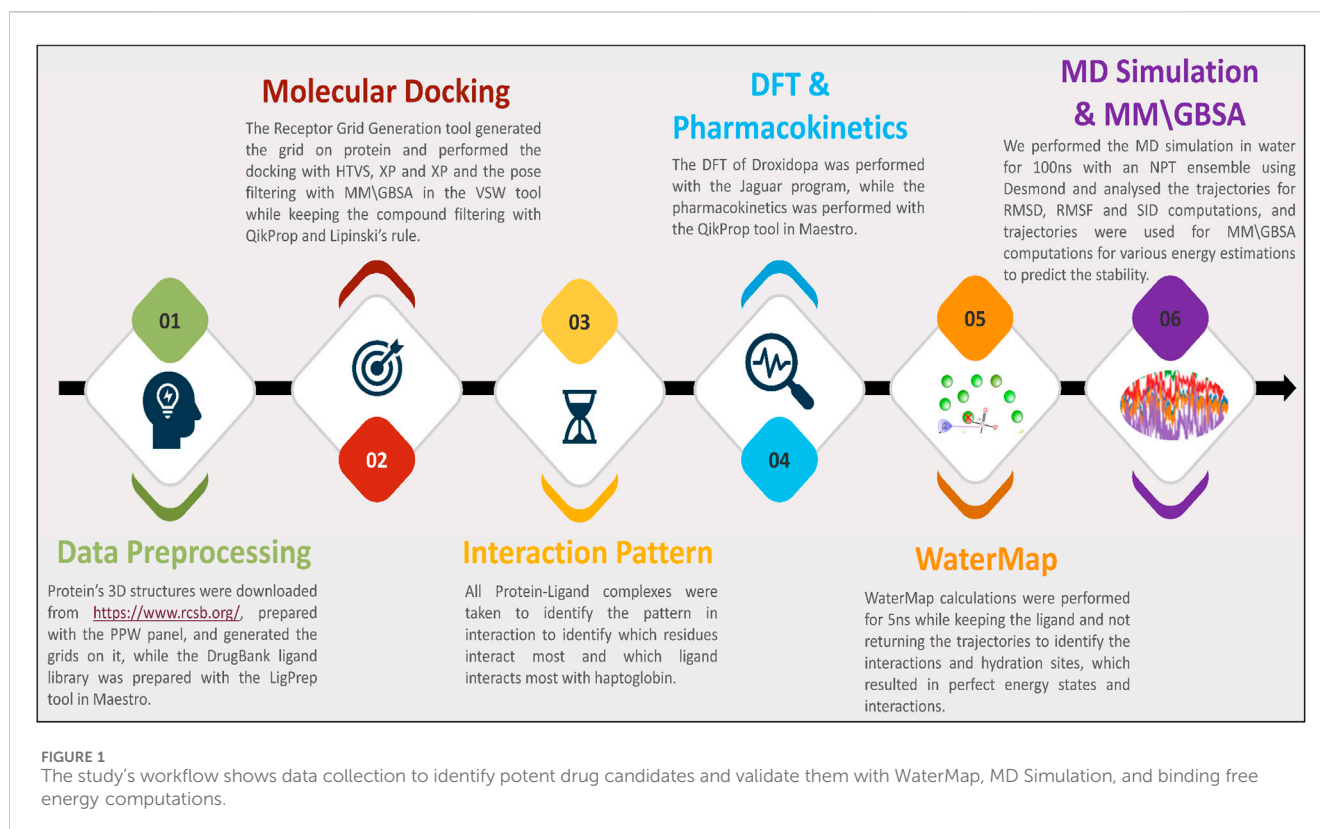 Molecular Docking
The Receptor Grid Generation tool generated
the grid on protein and performed the
docking with HTVS, XP and XP and the pose
filtering with MM\GBSA in the VSW tool
while keeping the compound filtering with
QikProp and Lipinski's rule.
DFT &
Pharmacokinetics
The DFT of Droxidopa was performed
with the Jaguar program, while the
pharmacokinetics was performed with
the QikProp tool in Maestro.
MD Simulation
& MM\GBSA
We performed the MD simulation in water
for 100ns with an NPT ensemble using
Desmond and analysed the trajectories for
RMSD, RMSF and SID computations, and
trajectories were used for MM\GBSA
computations for various energy estimations
to predict the stability.
01
02
03
04
05
06
Data Preprocessing
Protein's 3D structures were downloaded
from https://www.rcsb.org/, prepared
with the PPW panel, and generated the
grids on it, while the DrugBank ligand
library was prepared with the LigPrep
tool in Maestro.
Interaction Pattern
All Protein-Ligand complexes were
taken to identify the pattern in
interaction to identify which residues
interact most and which ligand
interacts most with haptoglobin.
WaterMap
WaterMap calculations were performed
for 5ns while keeping the ligand and not
returning the trajectories to identify the
interactions and hydration sites, which
resulted in perfect energy states and
interactions.
FIGURE 1
The study's workflow shows data collection to identify potent drug candidates and validate them with WaterMap, MD Simulation, and binding free
energy computations.